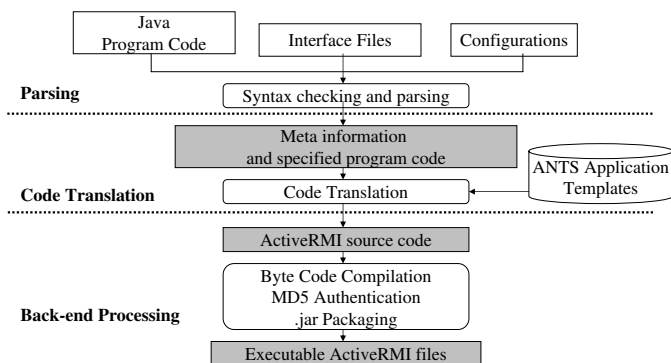 Java
Program Code
Interface Files
Configurations
Parsing
Syntax checking and parsing
Meta information
and specified program code
ANTS Application
Templates
Code Translation
Code Translation
ActiveRMI source code
Byte Code Compilation
MD5 Authentication
.jar Packaging
Back-end Processing
Executable ActiveRMI files